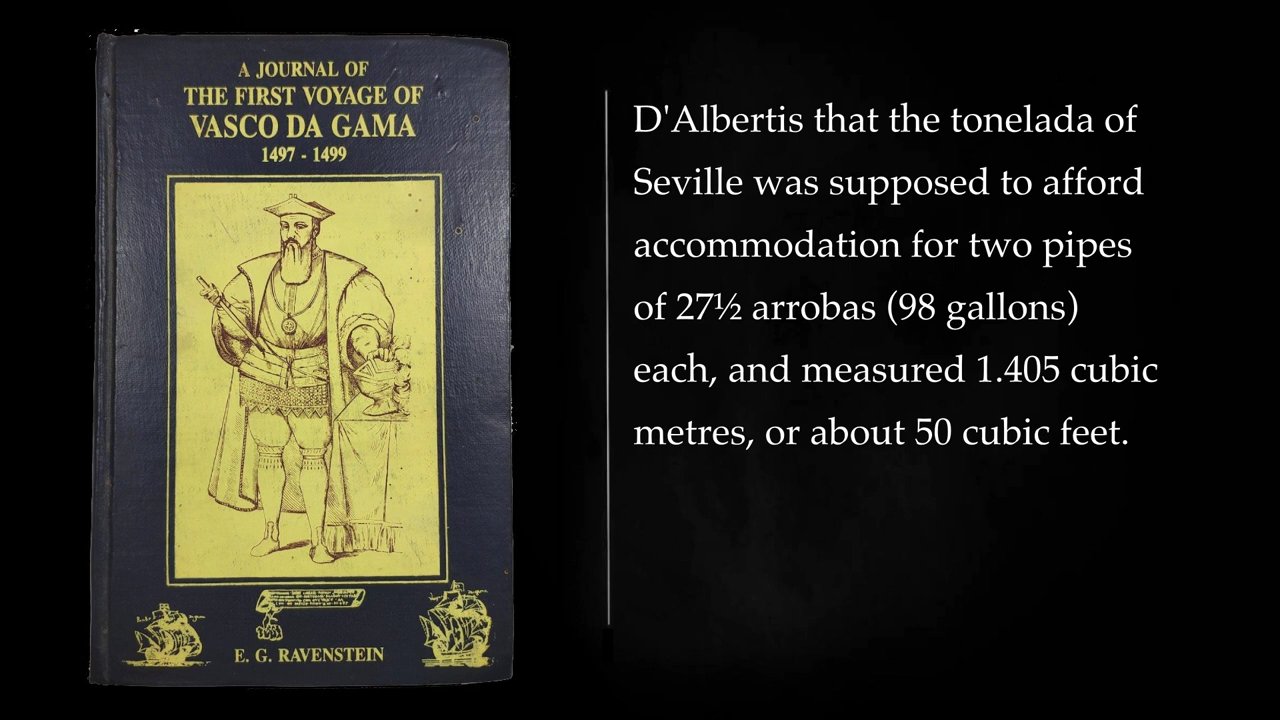 A JOURNAL OF
THE FIRST VOYAGE OF
VASCO DA GAMA
1497 - 1499
E. G. RAVENSTEIN
D'Albertis that the tonelada of
Seville was supposed to afford
accommodation for two pipes
of 27½ arrobas (98 gallons)
each, and measured 1.405 cubic
metres, or about 50 cubic feet.